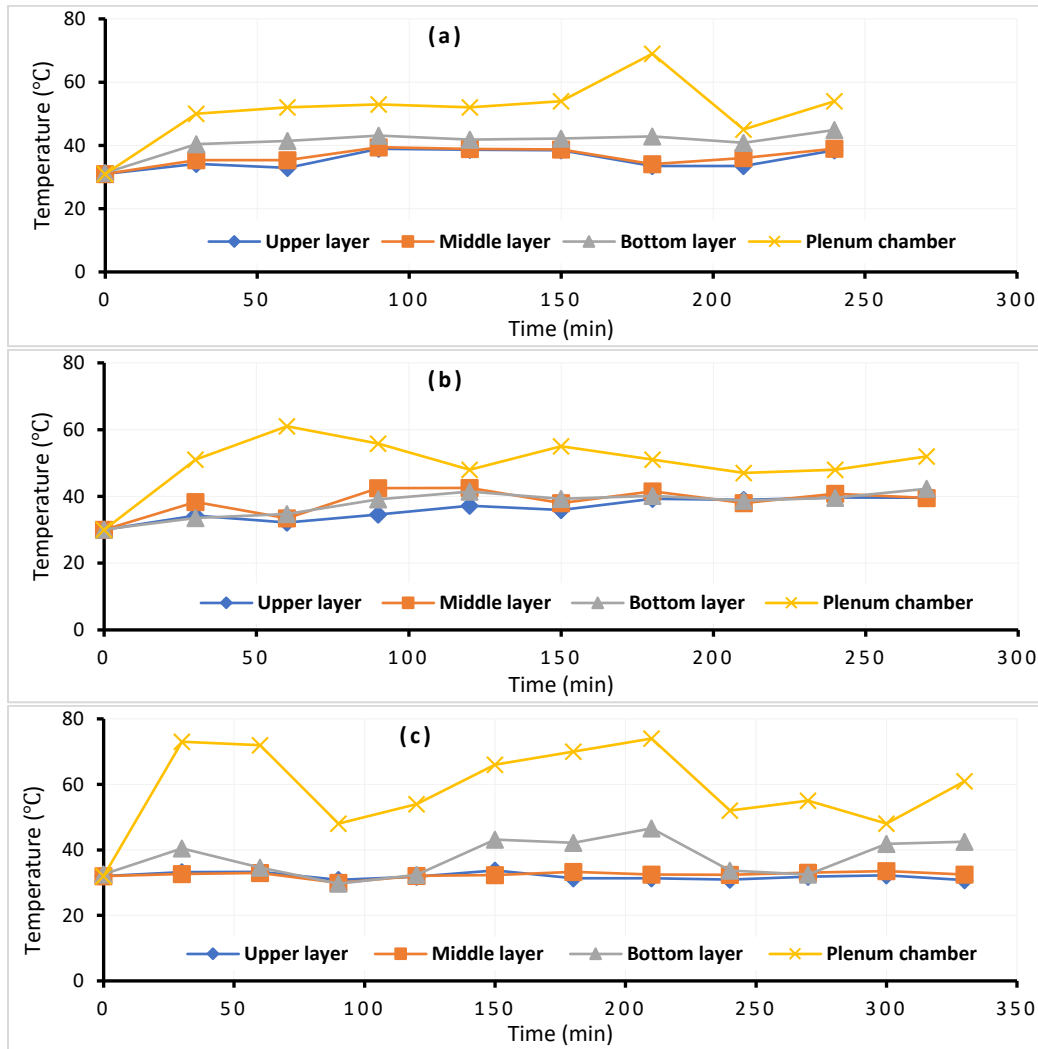 (a)
Temperature (°C)
80
60
40
20
0
Upper layer Middle layer Bottom layer Plenum chamber
0 50 100 150 200 250 300
Time (min)
(b)
Temperature (°C)
80
60
40
20
0
Upper layer Middle layer Bottom layer Plenum chamber
0 50 100 150 200 250 300
Time (min)
(c)
Temperature (°C)
80
60
40
20
0
Upper layer Middle layer Bottom layer Plenum chamber
0 50 100 150 200 250 300 350
Time (min)